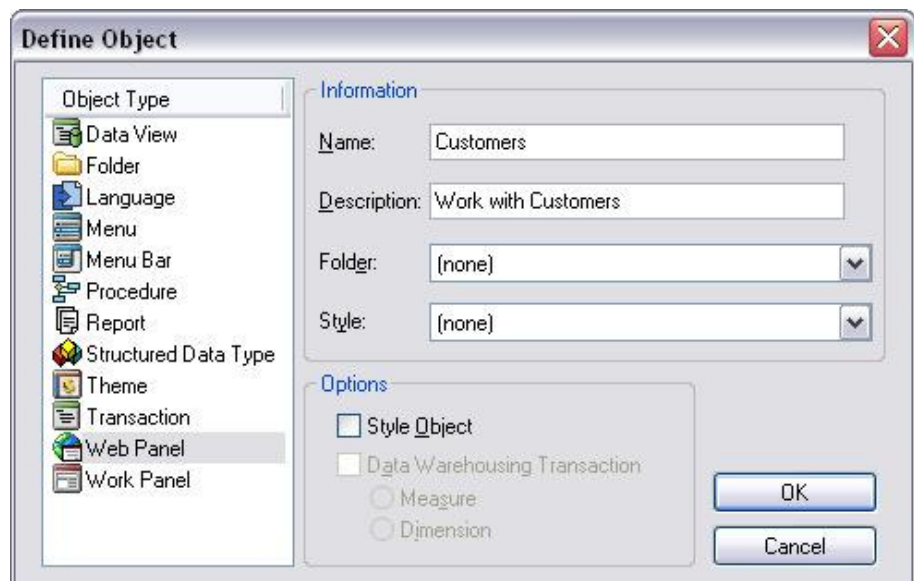 Define Object
Object Type
Data View
Folder
Language
Menu
Menu Bar
Procedure
Report
Structured Data Type
Theme
Transaction
Web Panel
Work Panel
Information
Name: Customers
Description: Work with Customers
Folder: (none)
Style: (none)
Options
Style Object
Data Warehousing Transaction
Measure
Dimension
OK
Cancel